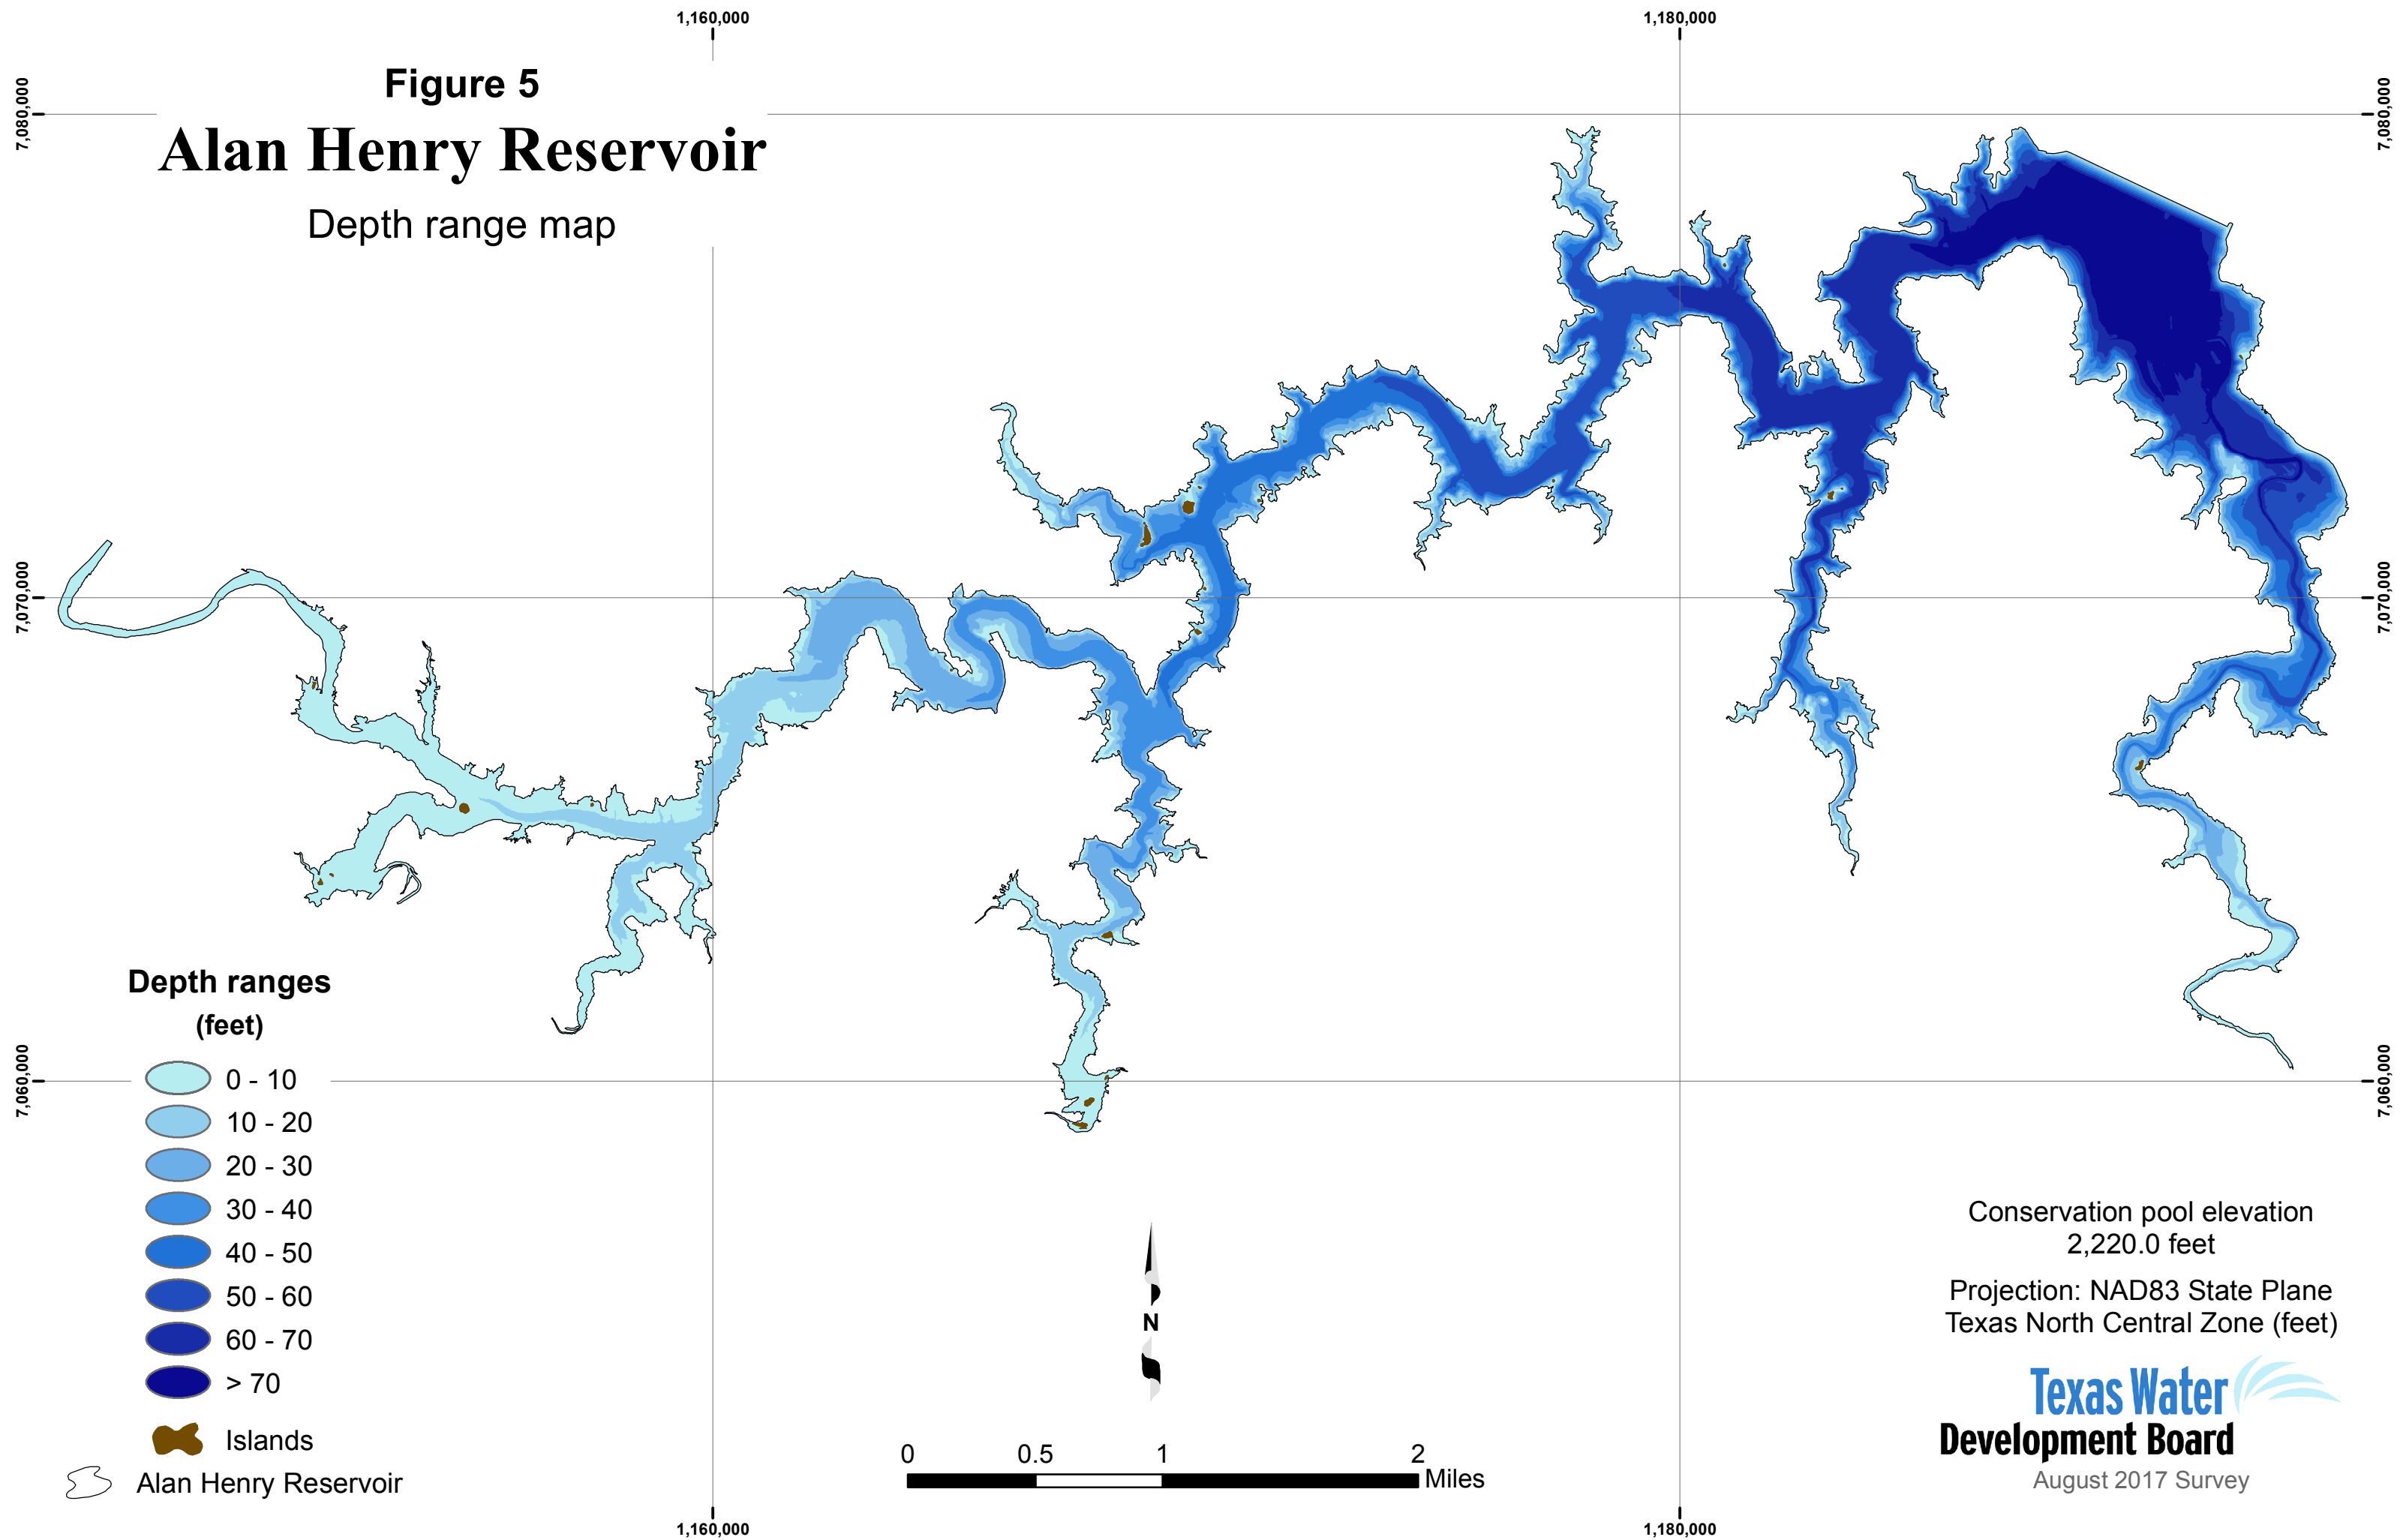 1,160,000
1,180,000
Figure 5
Alan Henry Reservoir
Depth range map
7,080,000
7,080,000
7,070,000
7,070,000
7,060,000
7,060,000
Depth ranges
(feet)
0 - 10
10 - 20
20 - 30
30 - 40
40 - 50
50 - 60
60 - 70
> 70
Islands
Alan Henry Reservoir
N
0 0.5 1 2
Miles
Conservation pool elevation
2,220.0 feet
Projection: NAD83 State Plane
Texas North Central Zone (feet)
Texas Water
Development Board
August 2017 Survey
1,160,000
1,180,000